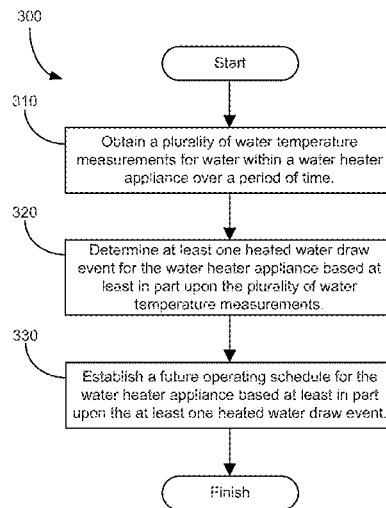 300
Start
310
Obtain a plurality of water temperature
measurements for water within a water heater
appliance over a period of time.
320
Determine at least one heated water draw
event for the water heater appliance based at
least in part upon the plurality of water
temperature measurements.
330
Establish a future operating schedule for the
water heater appliance based at least in part
upon the at least one heated water draw event.
Finish